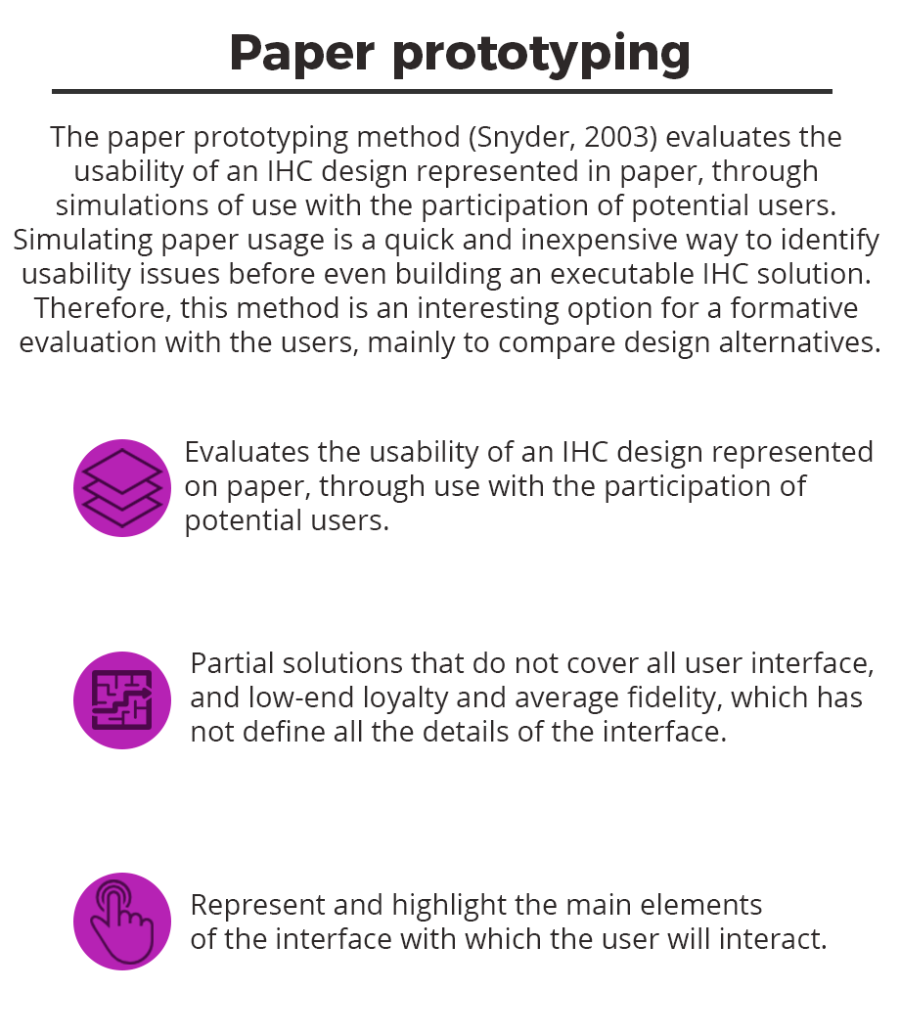 Paper prototyping
The paper prototyping method (Snyder, 2003) evaluates the
usability of an IHC design represented in paper, through
simulations of use with the participation of potential users.
Simulating paper usage is a quick and inexpensive way to identify
usability issues before even building an executable IHC solution.
Therefore, this method is an interesting option for a formative
evaluation with the users, mainly to compare design alternatives.
Evaluates the usability of an IHC design represented
on paper, through use with the participation of
potential users.
Partial solutions that do not cover all user interface,
and low-end loyalty and average fidelity, which has
not define all the details of the interface.
Represent and highlight the main elements
of the interface with which the user will interact.